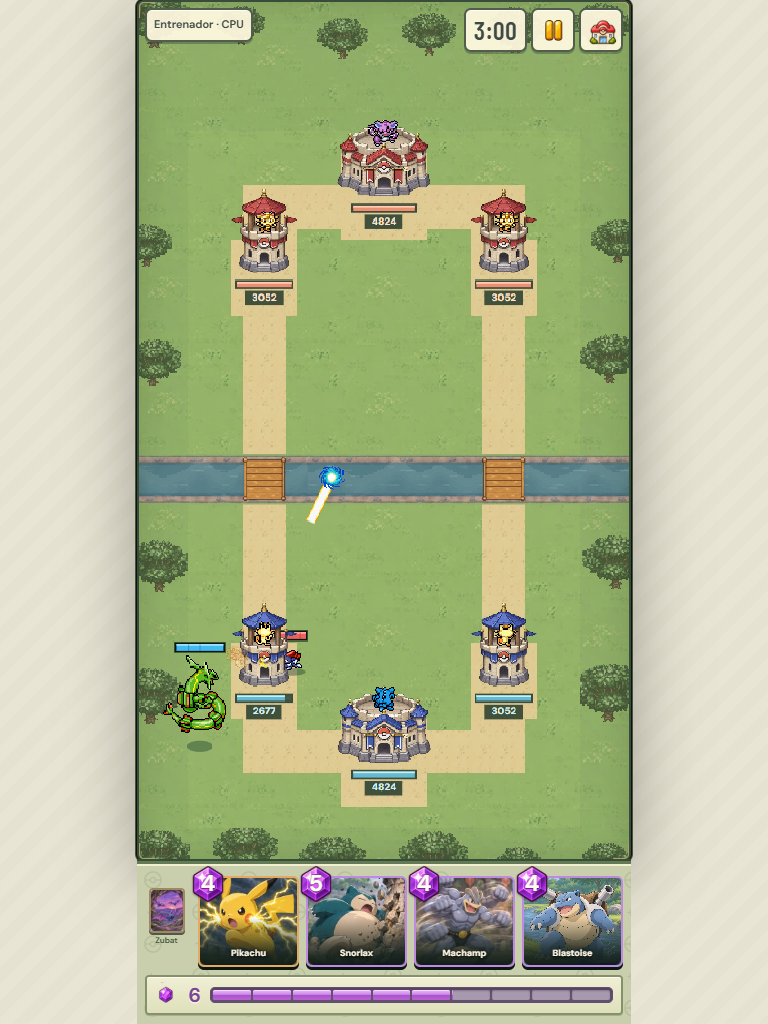 Entrenador · CPU
3:00
4824
3052
3052
2677
3052
4824
4
5
4
4
Zubat
Pikachu
Snorlax
Machamp
Blastoise
6